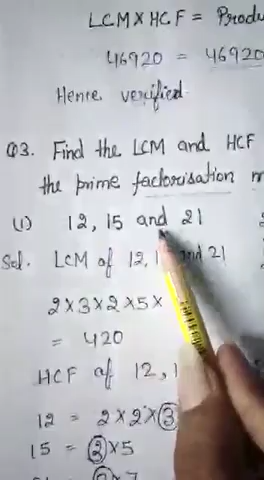 LCM X HCF = Produ
46920 = 46920
Hence verified
Q3. Find the LCM and HCF
the prime factorisation m
(1) 12, 15 and 21
Sol. LCM of 12, 1 and 21
2 x 3 x 2 x 5 x
= 420
HCF of 12, 1
12 = 2 x 2 x 3
15 = 3 x 5